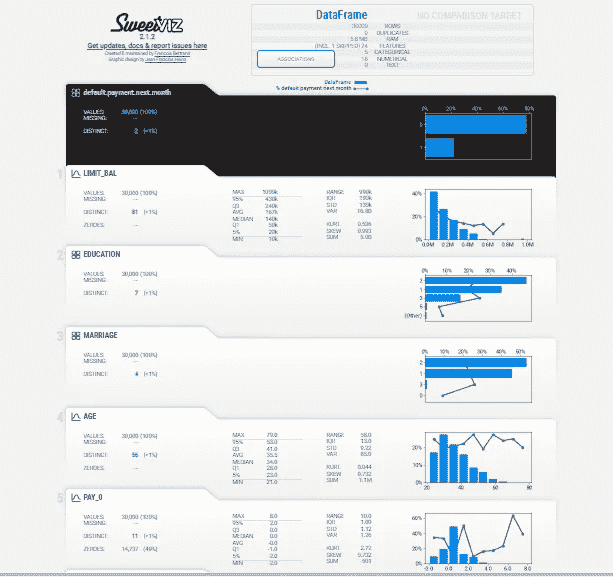 SweetVIZ
2.1.2
Get updates, docs & report issues here
Created & maintained by Francois Bertrand
Graphic design by Jean-Francois Hains
DataFrame
NO COMPARISON TARGET
30000 ROWS
0 DUPLICATES
RAM
24 FEATURES
5 CATEGORICAL
18 NUMERICAL
0 TEXT
ASSOCIATIONS
DataFrame
% default.payment.next.month
default.payment.next.month
VALUES: 30,000 (100%)
MISSING: ---
DISTINCT: 2 (<1%)
0% 20% 40% 60% 80%
0
1
1
LIMIT_BAL
VALUES: 30,000 (100%)
MISSING: ---
DISTINCT: 81 (<1%)
ZEROES: ---
MAX 1000k
95% 430k
Q3 240k
AVG 167k
MEDIAN 140k
Q1 50k
5% 20k
MIN 10k
RANGE 990k
IQR 190k
STD 130k
VAR 16.8B
KURT. 0.536
SKEW 0.993
SUM 5.0B
40%
20%
0%
0.0M 0.2M 0.4M 0.6M 0.8M 1.0M
2
EDUCATION
VALUES: 30,000 (100%)
MISSING: ---
DISTINCT: 7 (<1%)
0% 10% 20% 30% 40%
2
1
3
5
(Other)
3
MARRIAGE
VALUES: 30,000 (100%)
MISSING: ---
DISTINCT: 4 (<1%)
0% 10% 20% 30% 40% 50%
2
1
3
0
4
AGE
VALUES: 30,000 (100%)
MISSING: ---
DISTINCT: 56 (<1%)
ZEROES: ---
MAX 79.0
95% 53.0
Q3 41.0
AVG 35.5
MEDIAN 34.0
Q1 28.0
5% 23.0
MIN 21.0
RANGE 58.0
IQR 13.0
STD 9.22
VAR 85.0
KURT. 0.044
SKEW 0.732
SUM 1.1M
20%
0%
20 40 60 80
5
PAY_0
VALUES: 30,000 (100%)
MISSING: ---
DISTINCT: 11 (<1%)
ZEROES: 14,737 (49%)
MAX 8.0
95% 2.0
Q3 0.0
AVG -0.0
MEDIAN 0.0
Q1 -1.0
5% -2.0
MIN -2.0
RANGE 10.0
IQR 1.00
STD 1.12
VAR 1.26
KURT. 2.72
SKEW 0.732
SUM -501
60%
40%
20%
0%
-2.0 0.0 2.0 4.0 6.0 8.0